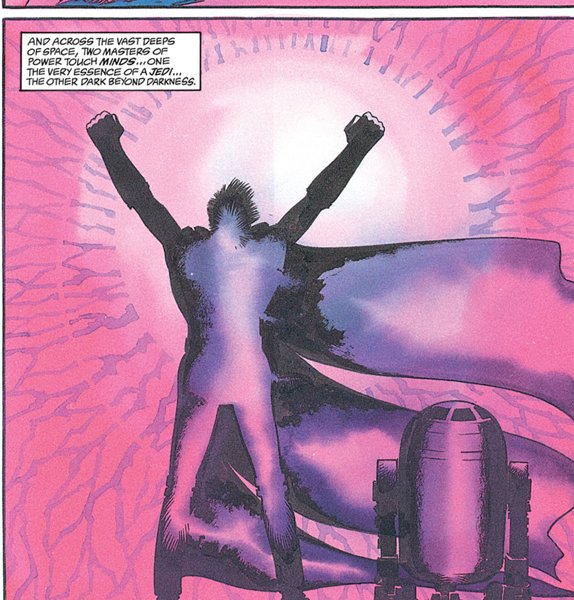 AND ACROSS THE VAST DEEPS
OF SPACE, TWO MASTERS OF
POWER TOUCH MINDS...ONE
THE VERY ESSENCE OF A JEDI...
THE OTHER DARK BEYOND DARKNESS.